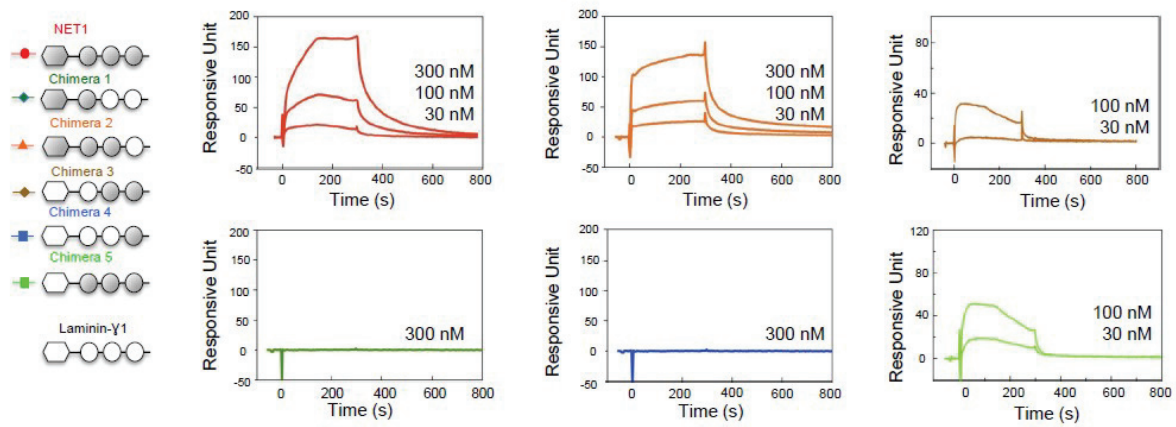 NET1
Chimera 1
Chimera 2
Chimera 3
Chimera 4
Chimera 5
Laminin-Ɣ1
Responsive Unit
200
150
100
50
0
-50
300 nM
100 nM
30 nM
0 200 400 600 800
Time (s)
Responsive Unit
200
150
100
50
0
-50
300 nM
100 nM
30 nM
0 200 400 600 800
Time (s)
Responsive Unit
80
40
0
100 nM
30 nM
0 200 400 600 800
Time (s)
Responsive Unit
200
150
100
50
0
-50
300 nM
0 200 400 600 800
Time (s)
Responsive Unit
200
150
100
50
0
-50
300 nM
0 200 400 600 800
Time (s)
Responsive Unit
120
80
40
0
100 nM
30 nM
0 200 400 600 800
Time (s)